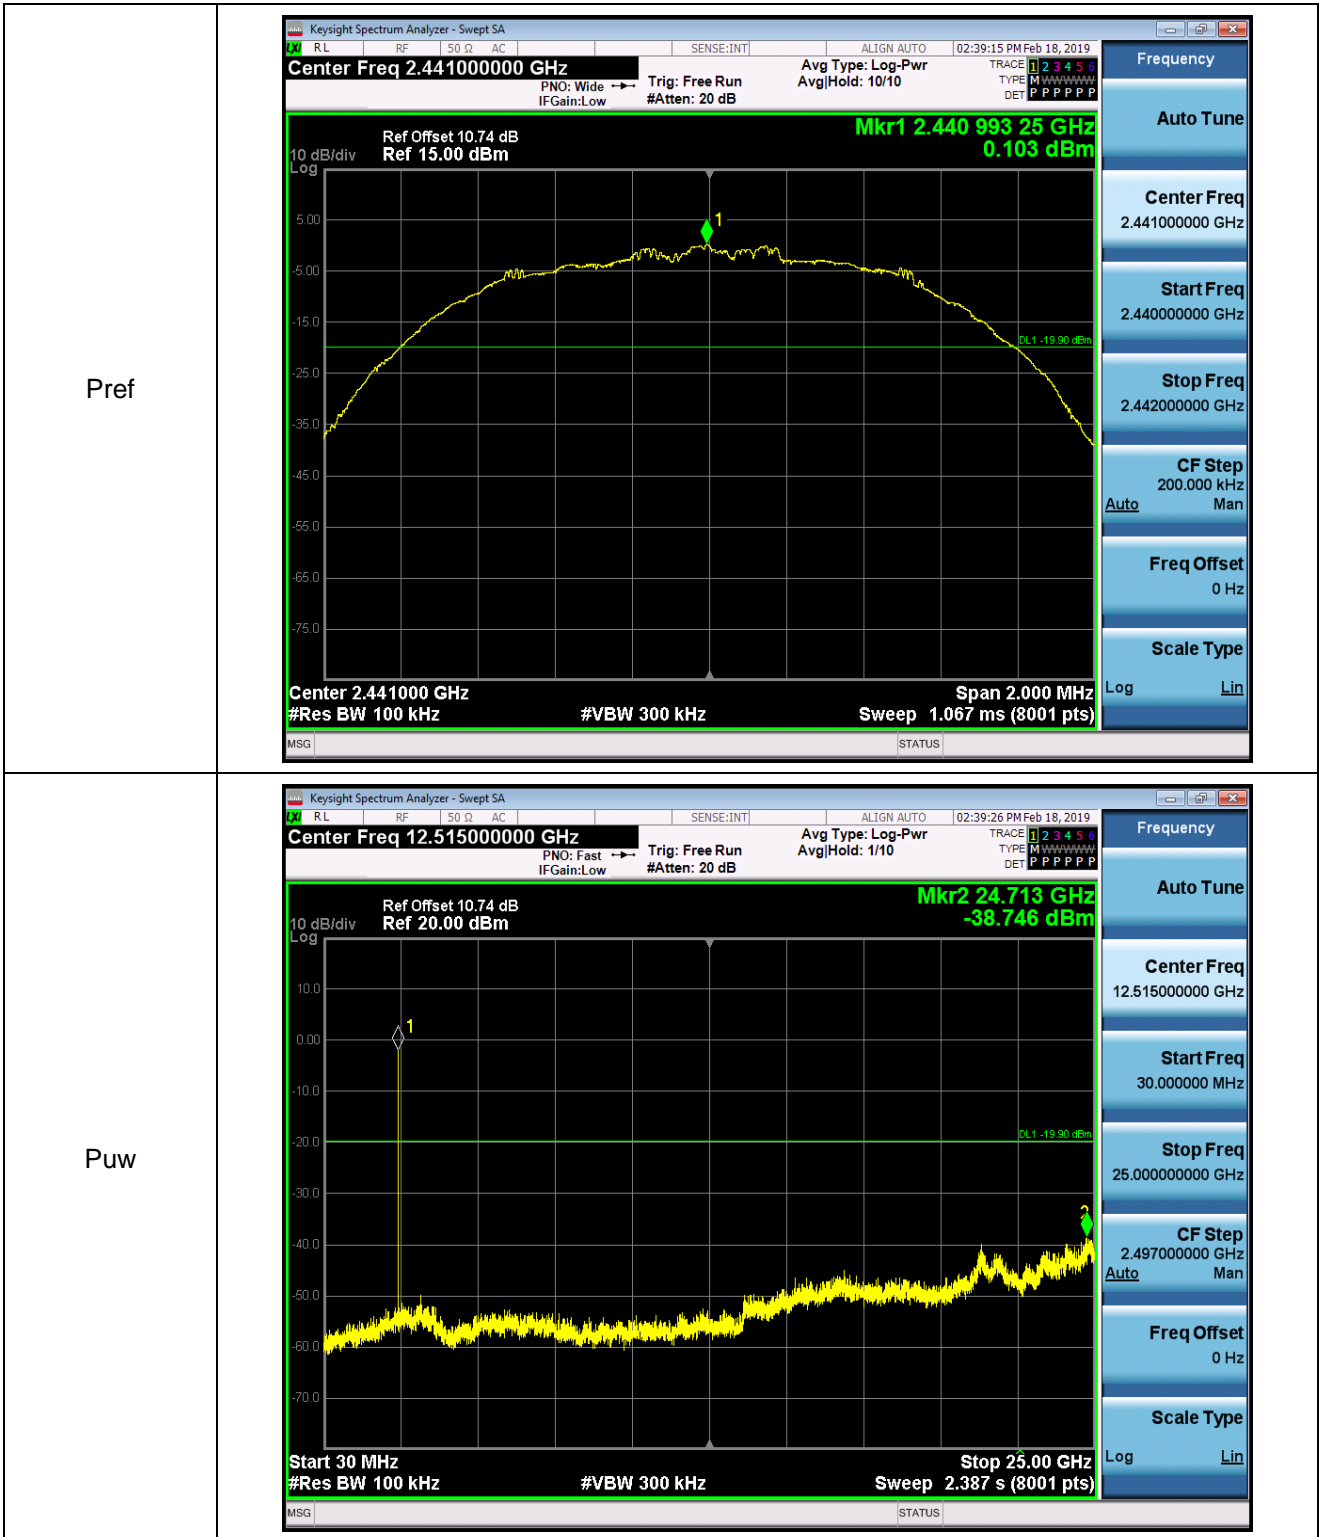 Pref
Keysight Spectrum Analyzer - Swept SA
LXI RL RF 50 Ω AC SENSE:INT ALIGN AUTO 02:39:15 PM Feb 18, 2019
Center Freq 2.441000000 GHz
PNO: Wide
IFGain:Low
Trig: Free Run
#Atten: 20 dB
Avg Type: Log-Pwr
Avg|Hold: 10/10
TRACE 1 2 3 4 5 6
TYPE M WWWWW
DET P P P P P P
Mkr1 2.440 993 25 GHz
0.103 dBm
Ref Offset 10.74 dB
10 dB/div Ref 15.00 dBm
Log
1
5.00
-5.00
-15.0
DL1 -19.90 dBm
-25.0
-35.0
-45.0
-55.0
-65.0
-75.0
Center 2.441000 GHz Span 2.000 MHz
#Res BW 100 kHz #VBW 300 kHz Sweep 1.067 ms (8001 pts)
MSG STATUS
Frequency
Auto Tune
Center Freq
2.441000000 GHz
Start Freq
2.440000000 GHz
Stop Freq
2.442000000 GHz
CF Step
200.000 kHz
Auto Man
Freq Offset
0 Hz
Scale Type
Log Lin
Puw
Keysight Spectrum Analyzer - Swept SA
LXI RL RF 50 Ω AC SENSE:INT ALIGN AUTO 02:39:26 PM Feb 18, 2019
Center Freq 12.515000000 GHz
PNO: Fast
IFGain:Low
Trig: Free Run
#Atten: 20 dB
Avg Type: Log-Pwr
Avg|Hold: 1/10
TRACE 1 2 3 4 5 6
TYPE M WWWWW
DET P P P P P P
Mkr2 24.713 GHz
-38.746 dBm
Ref Offset 10.74 dB
10 dB/div Ref 20.00 dBm
Log
10.0
1
0.00
-10.0
DL1 -19.90 dBm
-20.0
-30.0
2
-40.0
-50.0
-60.0
-70.0
Start 30 MHz Stop 25.00 GHz
#Res BW 100 kHz #VBW 300 kHz Sweep 2.387 s (8001 pts)
MSG STATUS
Frequency
Auto Tune
Center Freq
12.515000000 GHz
Start Freq
30.000000 MHz
Stop Freq
25.000000000 GHz
CF Step
2.497000000 GHz
Auto Man
Freq Offset
0 Hz
Scale Type
Log Lin